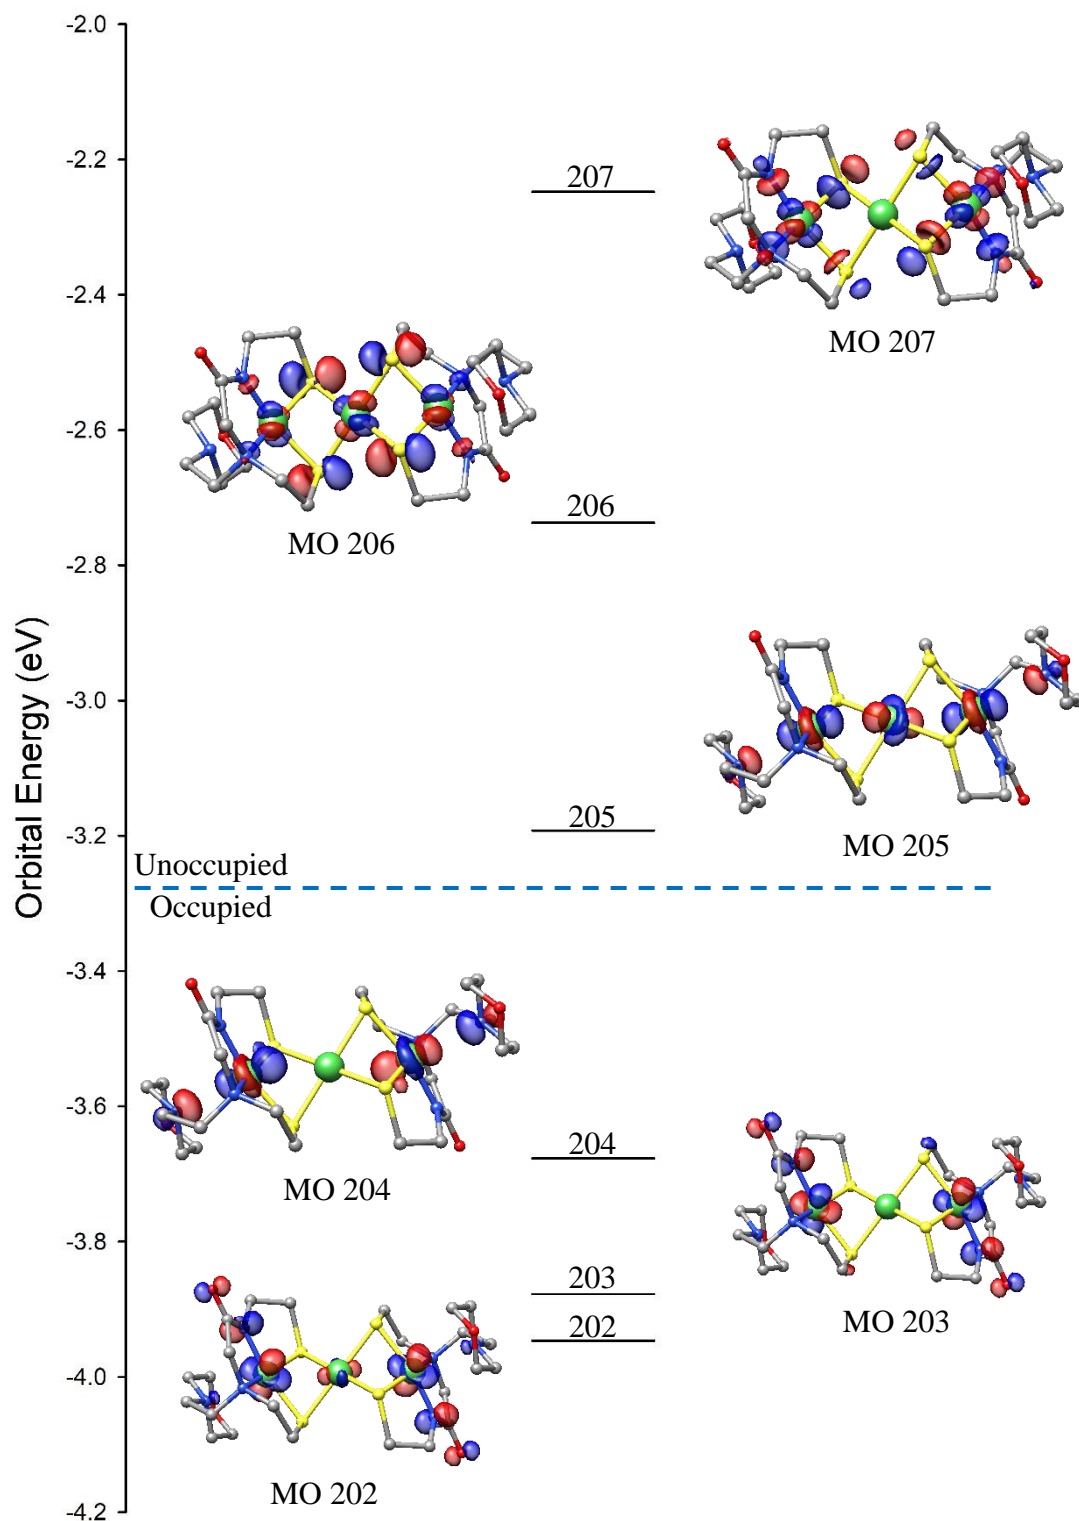 -2.0
-2.2
207
-2.4
MO 207
-2.6
206
MO 206
-2.8
Orbital Energy (eV)
-3.0
205
-3.2
MO 205
Unoccupied
Occupied
-3.4
-3.6
204
MO 204
-3.8
203
MO 203
202
-4.0
MO 202
-4.2